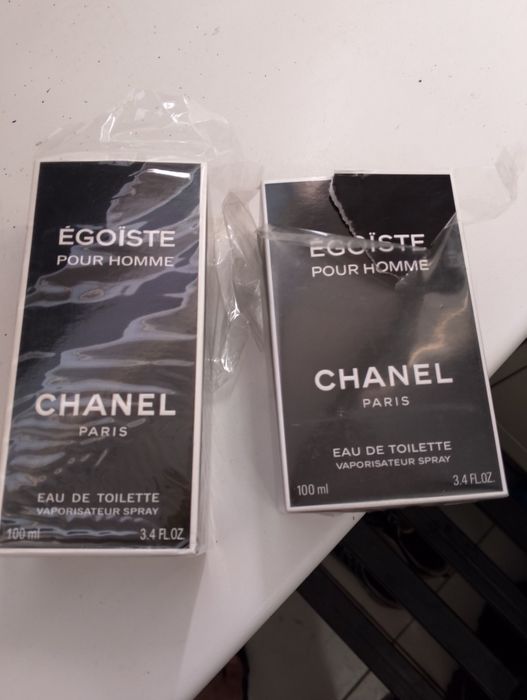 ÉGOÏSTE
POUR HOMME
CHANEL
PARIS
EAU DE TOILETTE
VAPORISATEUR SPRAY
100 ml 3.4 FL.OZ.
ÉGOÏSTE
POUR HOMME
CHANEL
PARIS
EAU DE TOILETTE
VAPORISATEUR SPRAY
100 ml 3.4 FL.OZ.